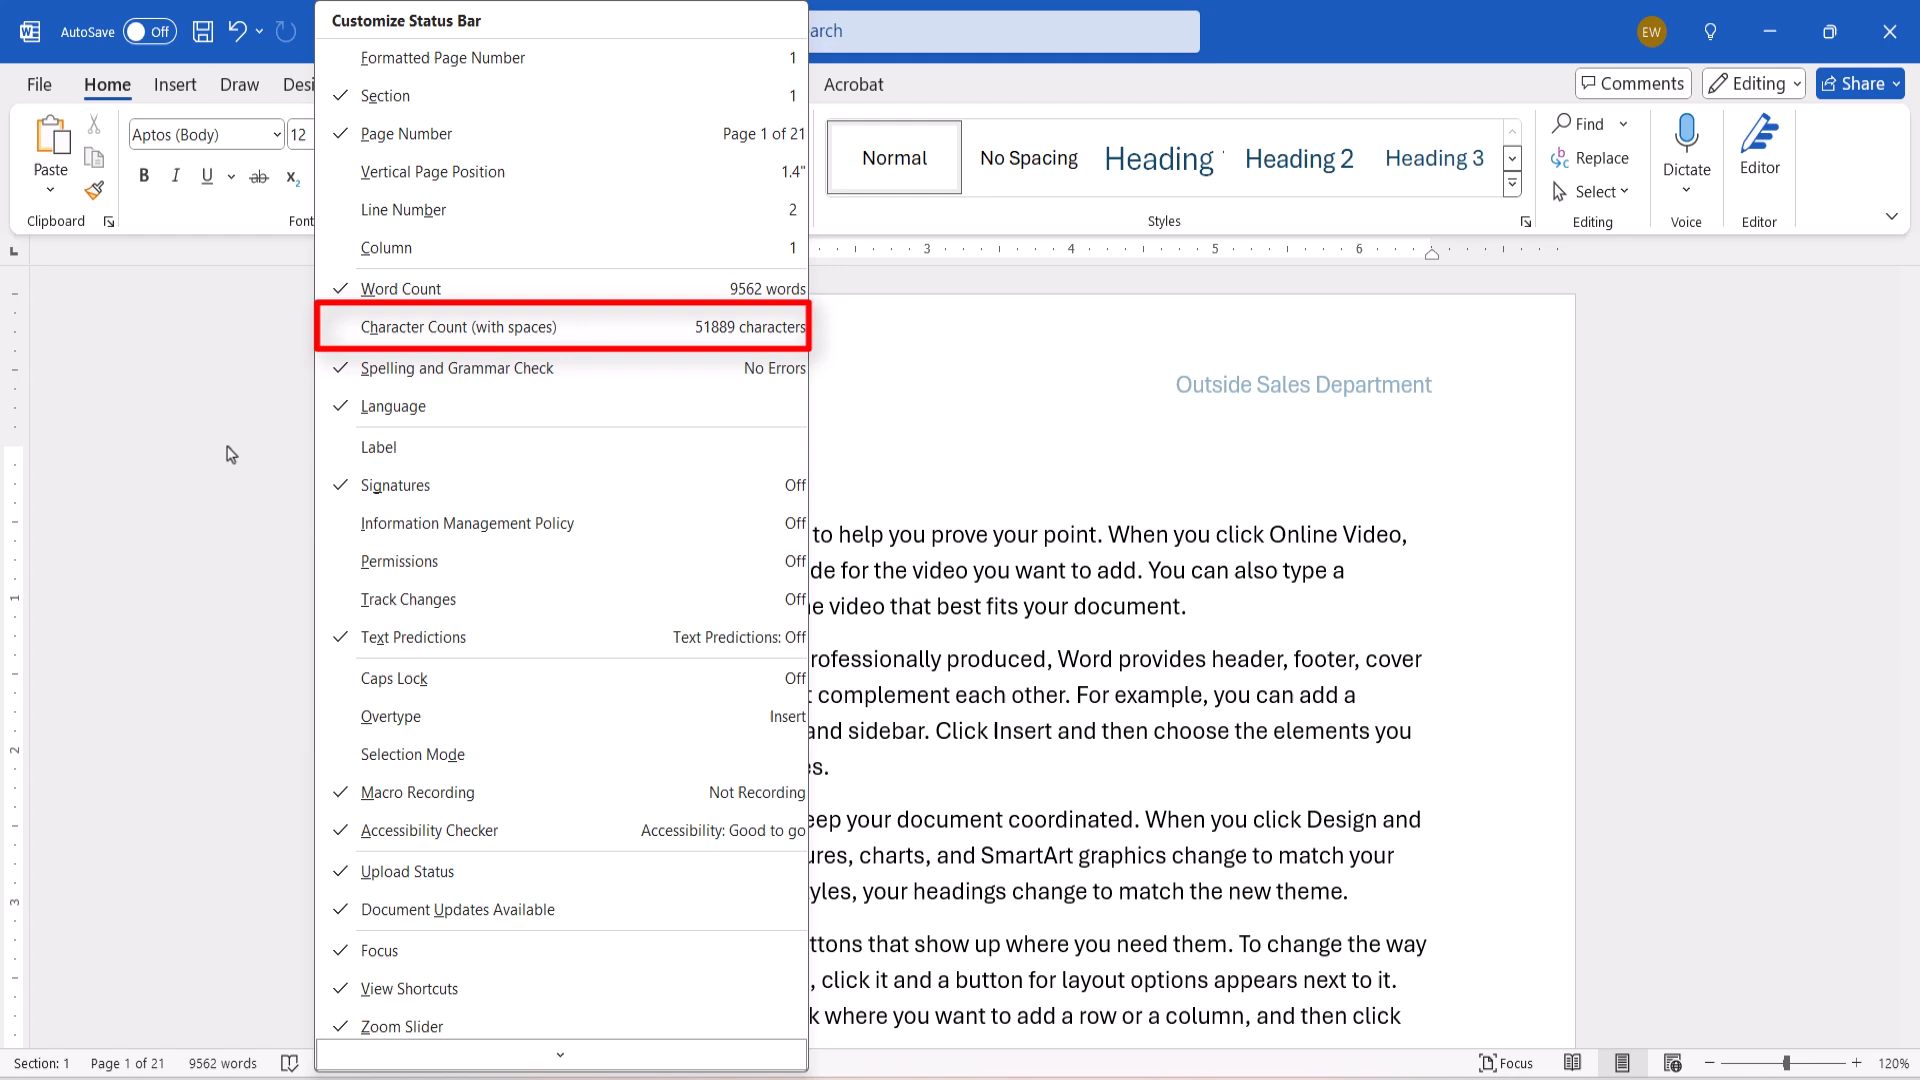 AutoSave Off
arch
EW
File Home Insert Draw Desi Acrobat
Comments Editing Share
Paste
Clipboard
Aptos (Body) 12
B I U ab x2
Font
Normal No Spacing Heading Heading 2 Heading 3
Styles
Find
Replace
Select
Editing
Dictate
Voice
Editor
Editor
Customize Status Bar
Formatted Page Number 1
Section 1
Page Number Page 1 of 21
Vertical Page Position 1.4"
Line Number 2
Column 1
Word Count 9562 words
Character Count (with spaces) 51889 characters
Spelling and Grammar Check No Errors
Language
Label
Signatures Off
Information Management Policy Off
Permissions Off
Track Changes Off
Text Predictions Text Predictions: Off
Caps Lock Off
Overtype Insert
Selection Mode
Macro Recording Not Recording
Accessibility Checker Accessibility: Good to go
Upload Status
Document Updates Available
Focus
View Shortcuts
Zoom Slider
3 4 5 6
1
2
3
Outside Sales Department
to help you prove your point. When you click Online Video,
de for the video you want to add. You can also type a
e video that best fits your document.
rofessionally produced, Word provides header, footer, cover
t complement each other. For example, you can add a
and sidebar. Click Insert and then choose the elements you
es.
eep your document coordinated. When you click Design and
ures, charts, and SmartArt graphics change to match your
yles, your headings change to match the new theme.
ttons that show up where you need them. To change the way
, click it and a button for layout options appears next to it.
k where you want to add a row or a column, and then click
Section: 1 Page 1 of 21 9562 words
Focus 120%